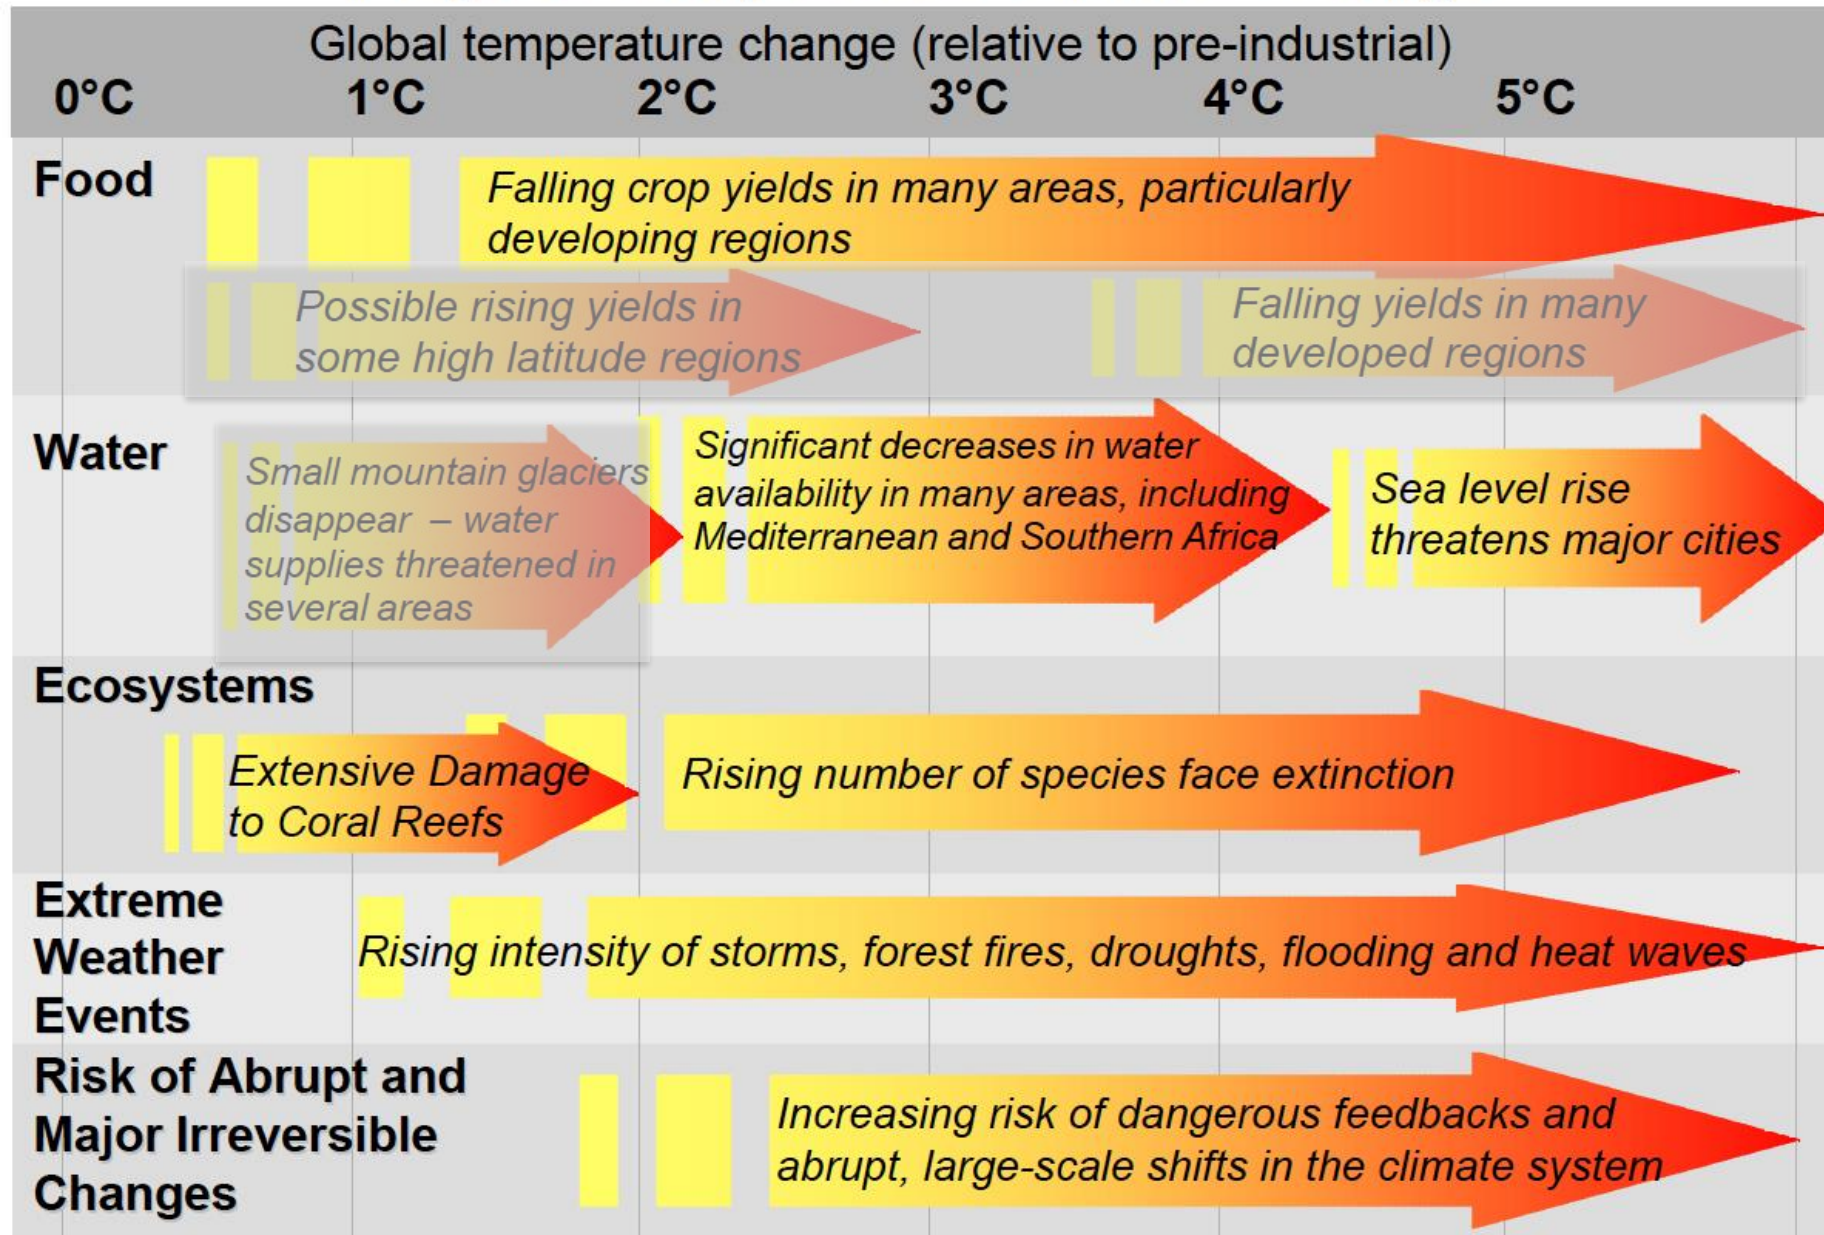 Global temperature change (relative to pre-industrial)
0°C 1°C 2°C 3°C 4°C 5°C
Food
Falling crop yields in many areas, particularly
developing regions
Possible rising yields in
some high latitude regions
Falling yields in many
developed regions
Water
Small mountain glaciers
disappear – water
supplies threatened in
several areas
Significant decreases in water
availability in many areas, including
Mediterranean and Southern Africa
Sea level rise
threatens major cities
Ecosystems
Extensive Damage
to Coral Reefs
Rising number of species face extinction
Extreme
Weather
Events
Rising intensity of storms, forest fires, droughts, flooding and heat waves
Risk of Abrupt and
Major Irreversible
Changes
Increasing risk of dangerous feedbacks and
abrupt, large-scale shifts in the climate system